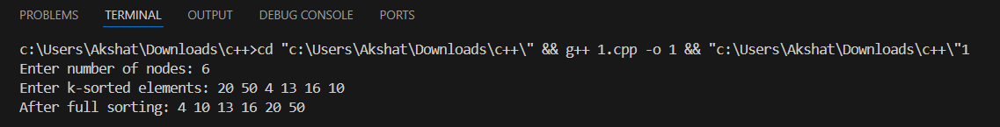 PROBLEMS TERMINAL OUTPUT DEBUG CONSOLE PORTS
c:\Users\Akshat\Downloads\c++>cd "c:\Users\Akshat\Downloads\c++\" && g++ 1.cpp -o 1 && "c:\Users\Akshat\Downloads\c++\"1
Enter number of nodes: 6
Enter k-sorted elements: 20 50 4 13 16 10
After full sorting: 4 10 13 16 20 50